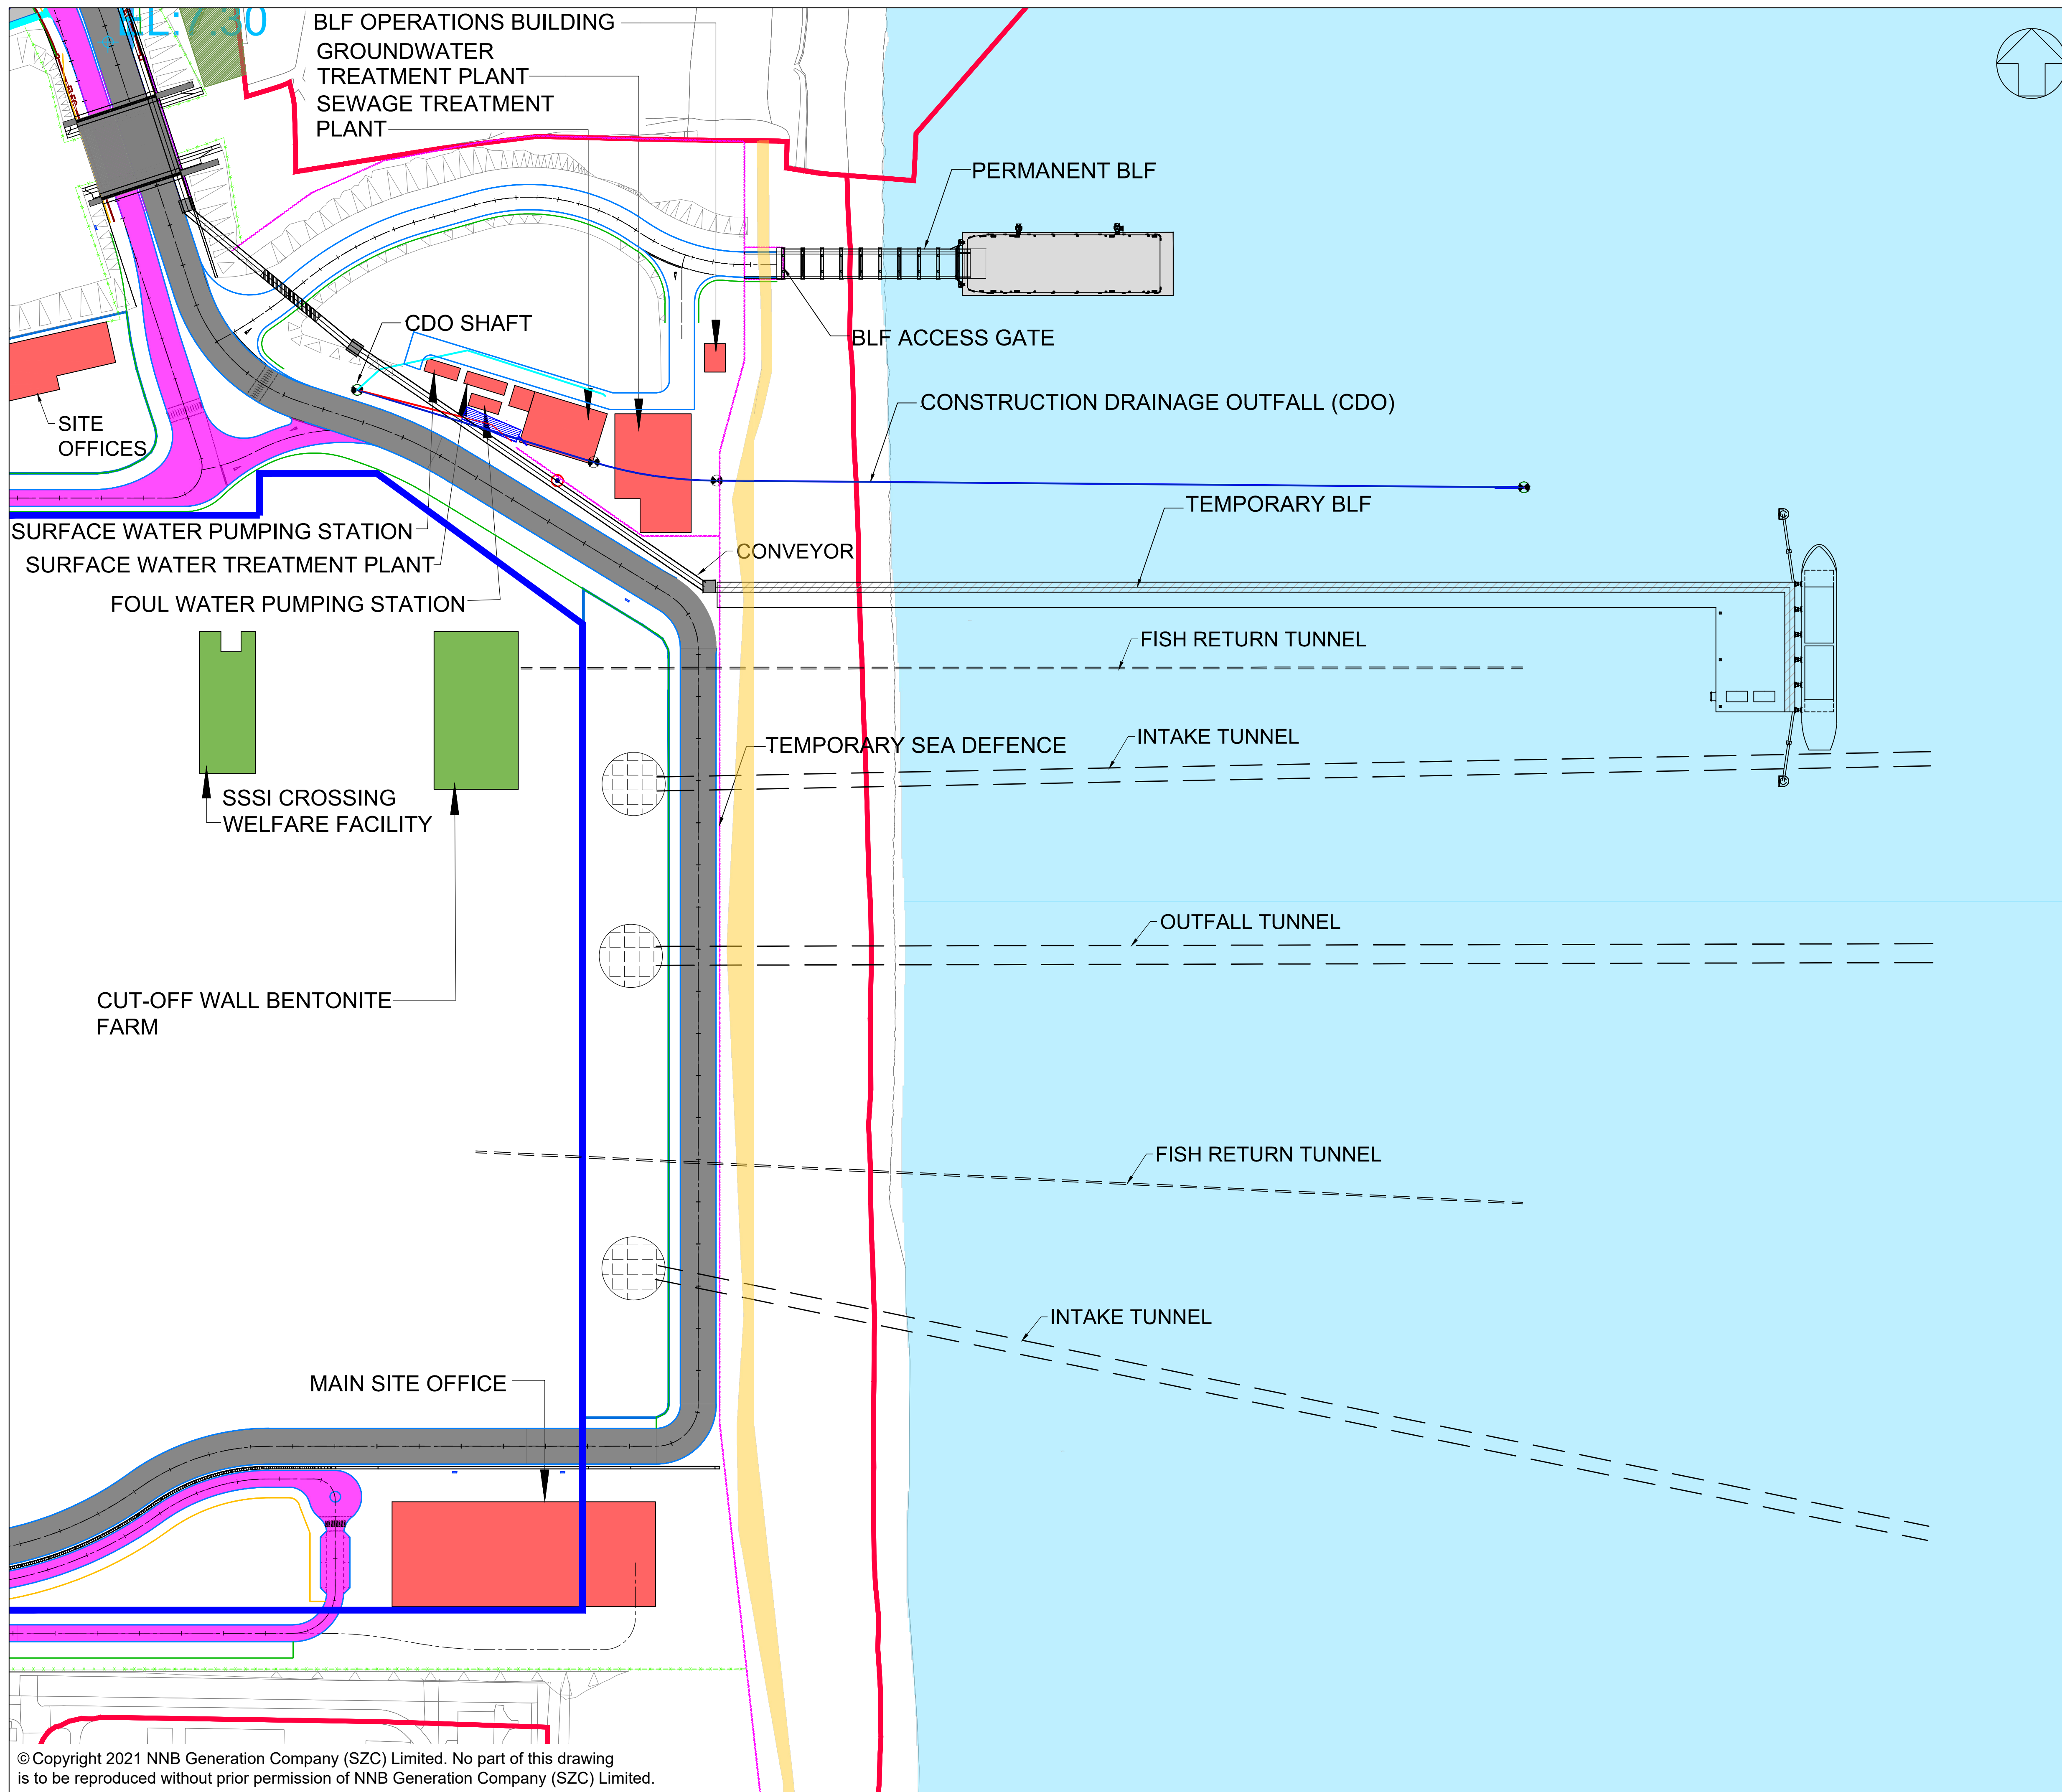 EL:7.30
BLF OPERATIONS BUILDING
GROUNDWATER
TREATMENT PLANT
SEWAGE TREATMENT
PLANT
PERMANENT BLF
CDO SHAFT
BLF ACCESS GATE
SITE
OFFICES
CONSTRUCTION DRAINAGE OUTFALL (CDO)
TEMPORARY BLF
SURFACE WATER PUMPING STATION
CONVEYOR
SURFACE WATER TREATMENT PLANT
FOUL WATER PUMPING STATION
FISH RETURN TUNNEL
INTAKE TUNNEL
TEMPORARY SEA DEFENCE
SSSI CROSSING
WELFARE FACILITY
OUTFALL TUNNEL
CUT-OFF WALL BENTONITE
FARM
FISH RETURN TUNNEL
INTAKE TUNNEL
MAIN SITE OFFICE
© Copyright 2021 NNB Generation Company (SZC) Limited. No part of this drawing
is to be reproduced without prior permission of NNB Generation Company (SZC) Limited.